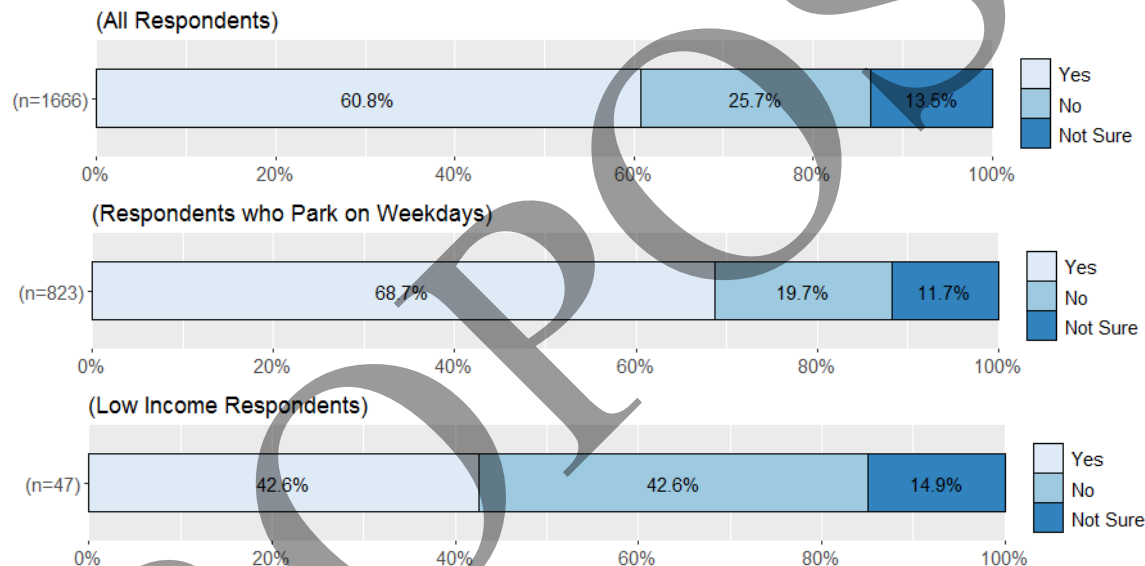 (All Respondents)
(n=1666) 60.8% 25.7% 13.5%
Yes
No
Not Sure
0% 20% 40% 60% 80% 100%
(Respondents who Park on Weekdays)
(n=823) 68.7% 19.7% 11.7%
Yes
No
Not Sure
0% 20% 40% 60% 80% 100%
(Low Income Respondents)
(n=47) 42.6% 42.6% 14.9%
Yes
No
Not Sure
0% 20% 40% 60% 80% 100%
OPO